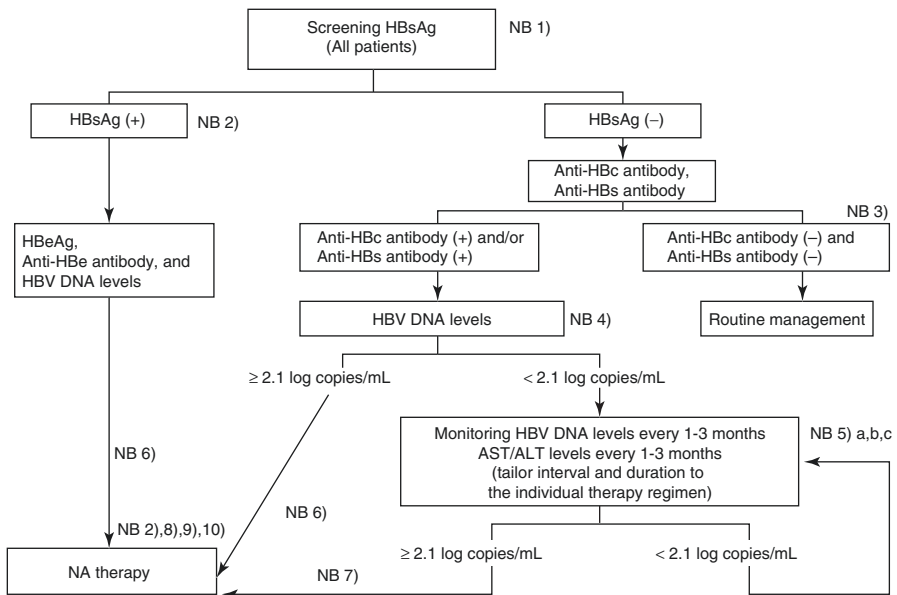 Screening HBsAg
(All patients)
NB 1)
HBsAg (+)
NB 2)
HBsAg (–)
Anti-HBc antibody,
Anti-HBs antibody
NB 3)
HBeAg,
Anti-HBe antibody, and
HBV DNA levels
Anti-HBc antibody (+) and/or
Anti-HBs antibody (+)
Anti-HBc antibody (–) and
Anti-HBs antibody (–)
HBV DNA levels
NB 4)
Routine management
≥ 2.1 log copies/mL
< 2.1 log copies/mL
Monitoring HBV DNA levels every 1-3 months
AST/ALT levels every 1-3 months
(tailor interval and duration to
the individual therapy regimen)
NB 5) a,b,c
NB 6)
NB 6)
NB 2),8),9),10)
≥ 2.1 log copies/mL
< 2.1 log copies/mL
NA therapy
NB 7)